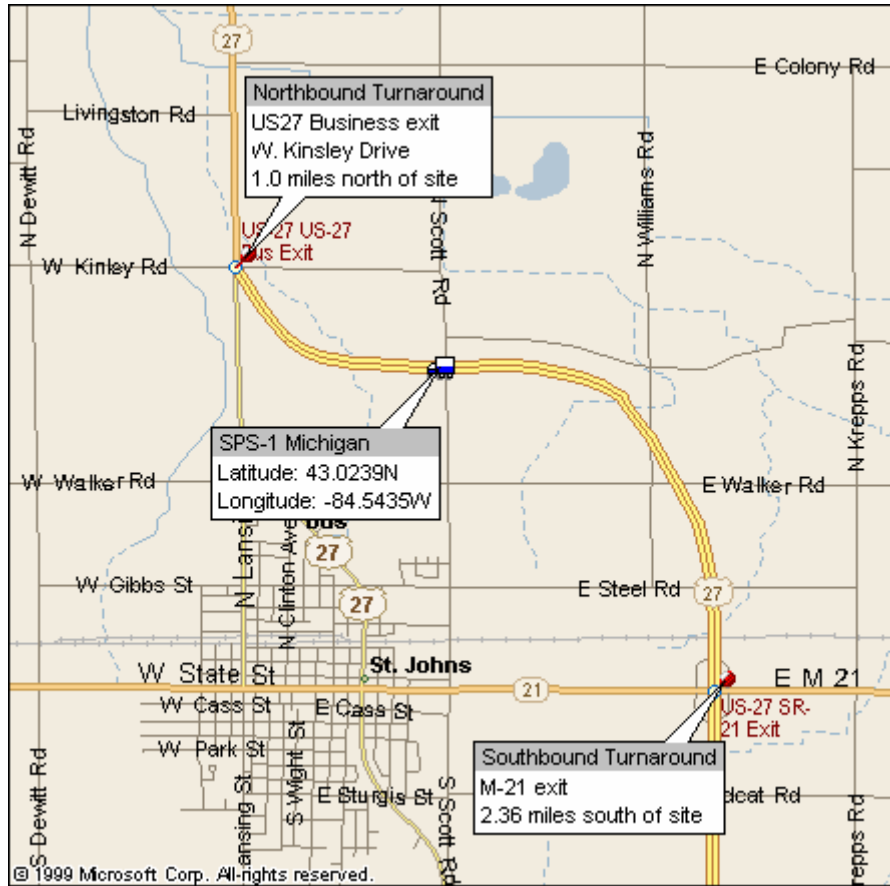 27
E Colony Rd
Northbound Turnaround
US27 Business exit
W. Kinsley Drive
1.0 miles north of site
Livingston Rd
N Dewitt Rd
N Williams Rd
Scott Rd
US-27 US-27
Bus Exit
W Kinley Rd
N Krepps Rd
SPS-1 Michigan
Latitude: 43.0239N
Longitude: -84.5435W
W Walker Rd
E Walker Rd
27
N Clinton Ave
W Gibbs St
27
E Steel Rd
27
W State St
St. Johns
21
E M 21
W Cass St
E Cass St
US-27 SR-
21 Exit
W Park St
S Wight St
Southbound Turnaround
M-21 exit
2.36 miles south of site
E Sturgis St
S Scott Rd
S Dewitt Rd
Krepps Rd
© 1999 Microsoft Corp. All rights reserved.